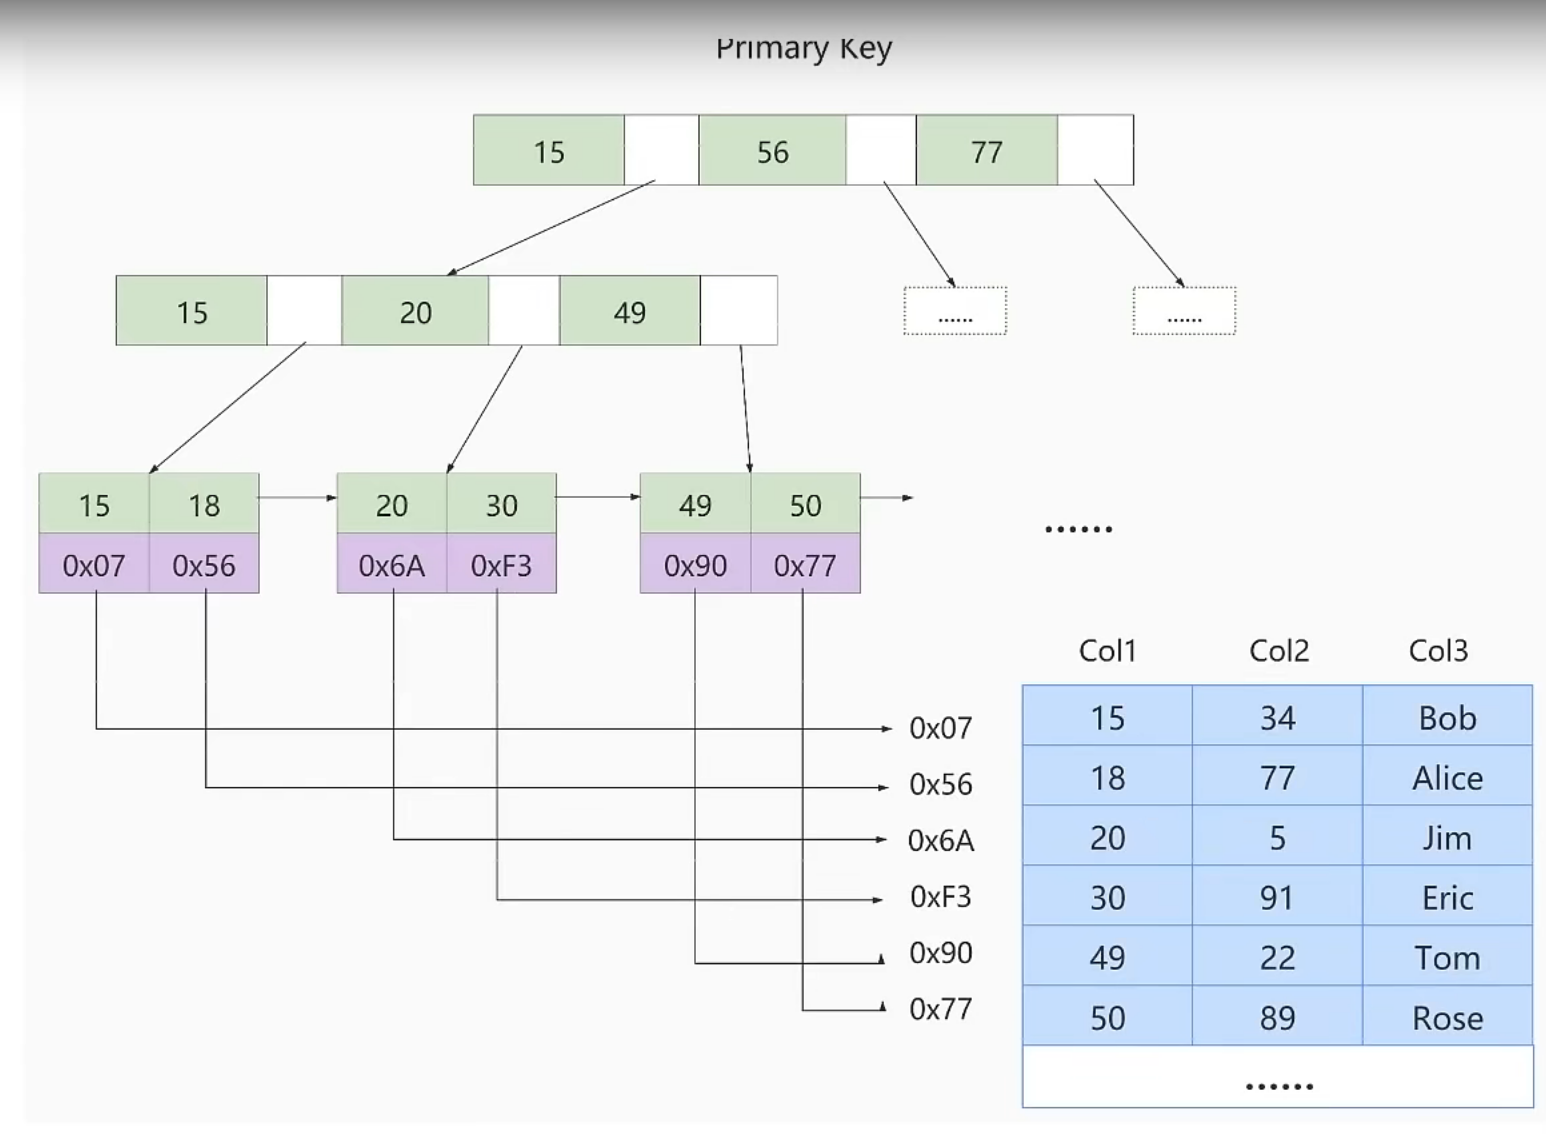 Primary Key
15 56 77
15 20 49
...... ......
15 18 20 30 49 50
0x07 0x56 0x6A 0xF3 0x90 0x77
......
Col1 Col2 Col3
0x07 15 34 Bob
0x56 18 77 Alice
0x6A 20 5 Jim
0xF3 30 91 Eric
0x90 49 22 Tom
0x77 50 89 Rose
......